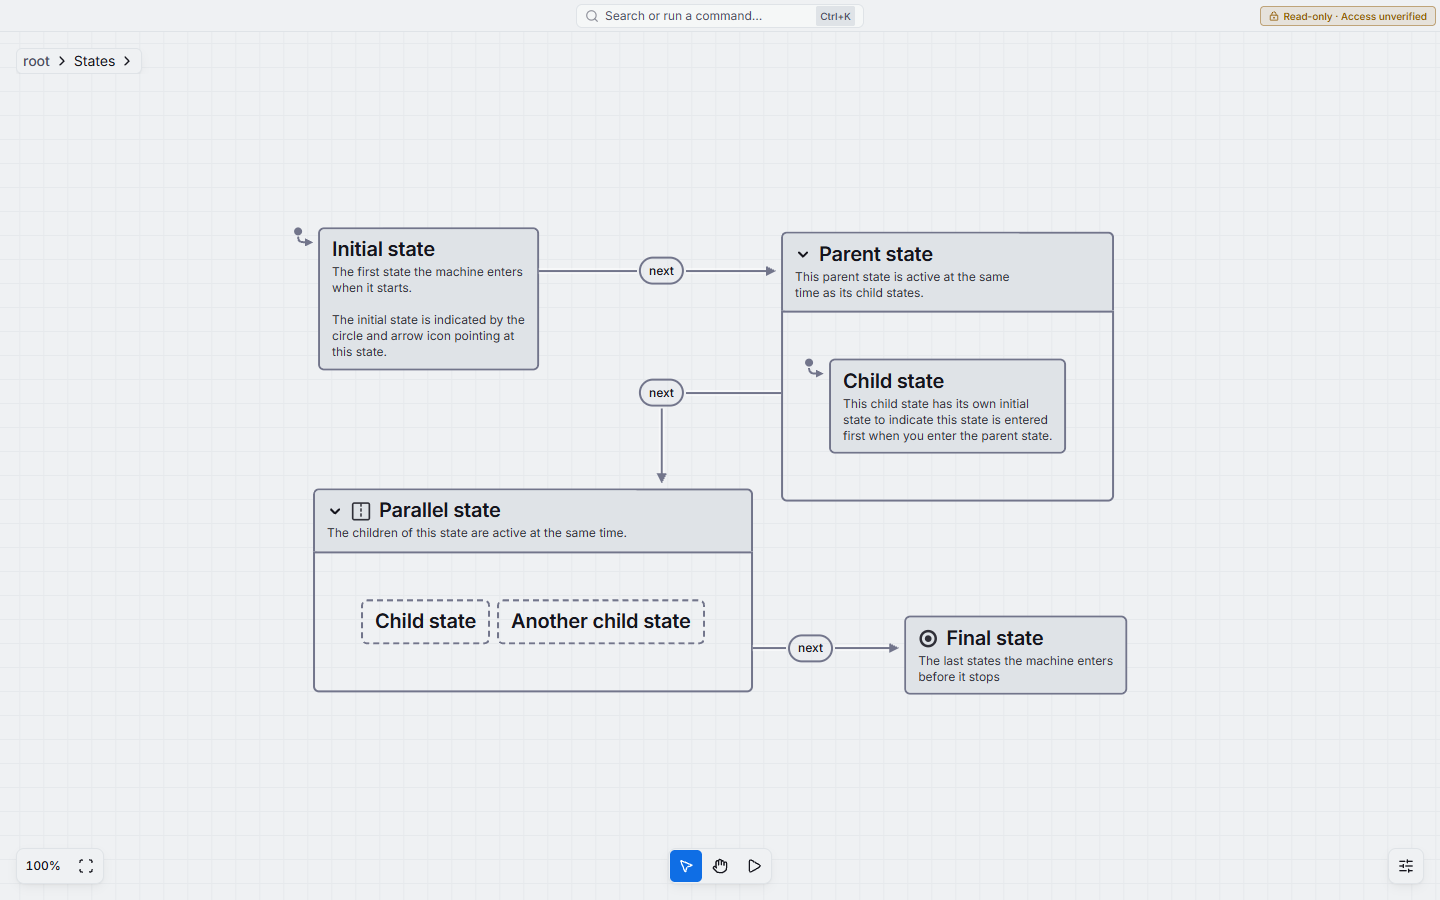 Search or run a command...
Ctrl+K
Read-only · Access unverified
root
States
Initial state
The first state the machine enters
when it starts.
The initial state is indicated by the
circle and arrow icon pointing at
this state.
next
Parent state
This parent state is active at the same
time as its child states.
Child state
This child state has its own initial
state to indicate this state is entered
first when you enter the parent state.
next
Parallel state
The children of this state are active at the same time.
Child state
Another child state
next
Final state
The last states the machine enters
before it stops
100%